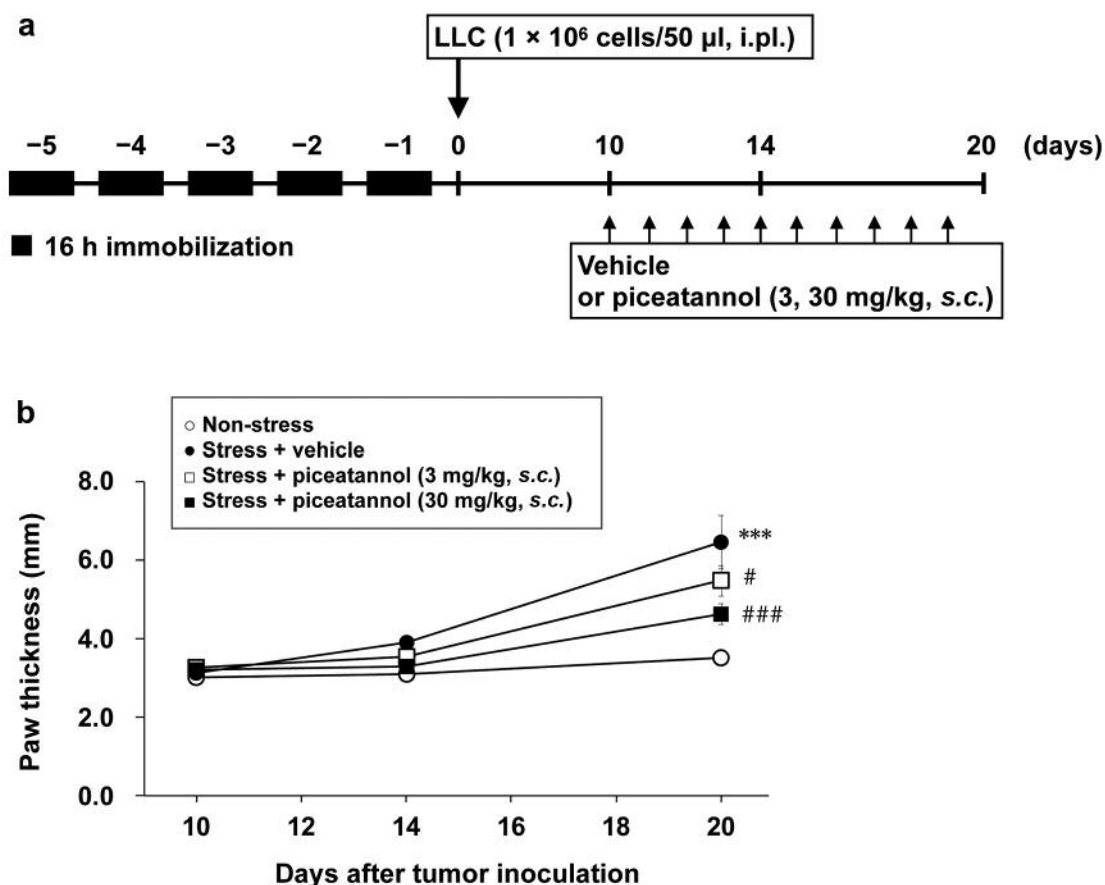 a
LLC (1 × 10⁶ cells/50 µl, i.pl.)
−5 −4 −3 −2 −1 0 10 14 20 (days)
■ 16 h immobilization
Vehicle
or piceatannol (3, 30 mg/kg, s.c.)
b
○ Non-stress
● Stress + vehicle
□ Stress + piceatannol (3 mg/kg, s.c.)
■ Stress + piceatannol (30 mg/kg, s.c.)
Paw thickness (mm)
8.0
6.0
4.0
2.0
0.0
***
#
###
10 12 14 16 18 20
Days after tumor inoculation